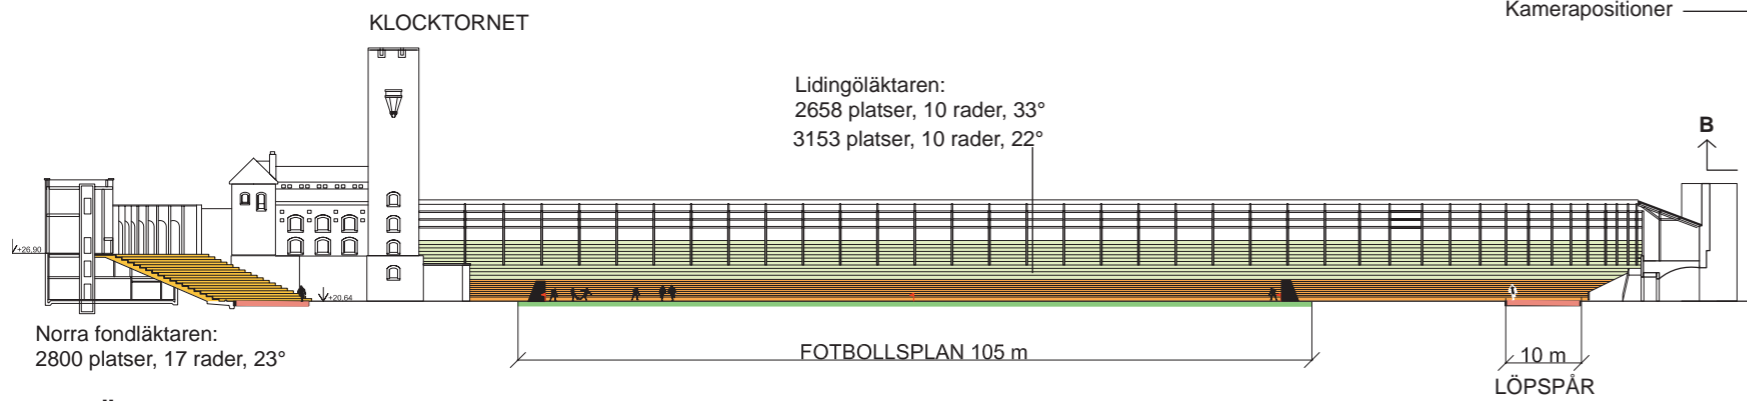 Kamerapositioner
KLOCKTORNET
Lidingöläktaren:
2658 platser, 10 rader, 33°
3153 platser, 10 rader, 22°
B
+26.90
+20.64
Norra fondläktaren:
2800 platser, 17 rader, 23°
FOTBOLLSPLAN 105 m
10 m
LÖPSPÅR